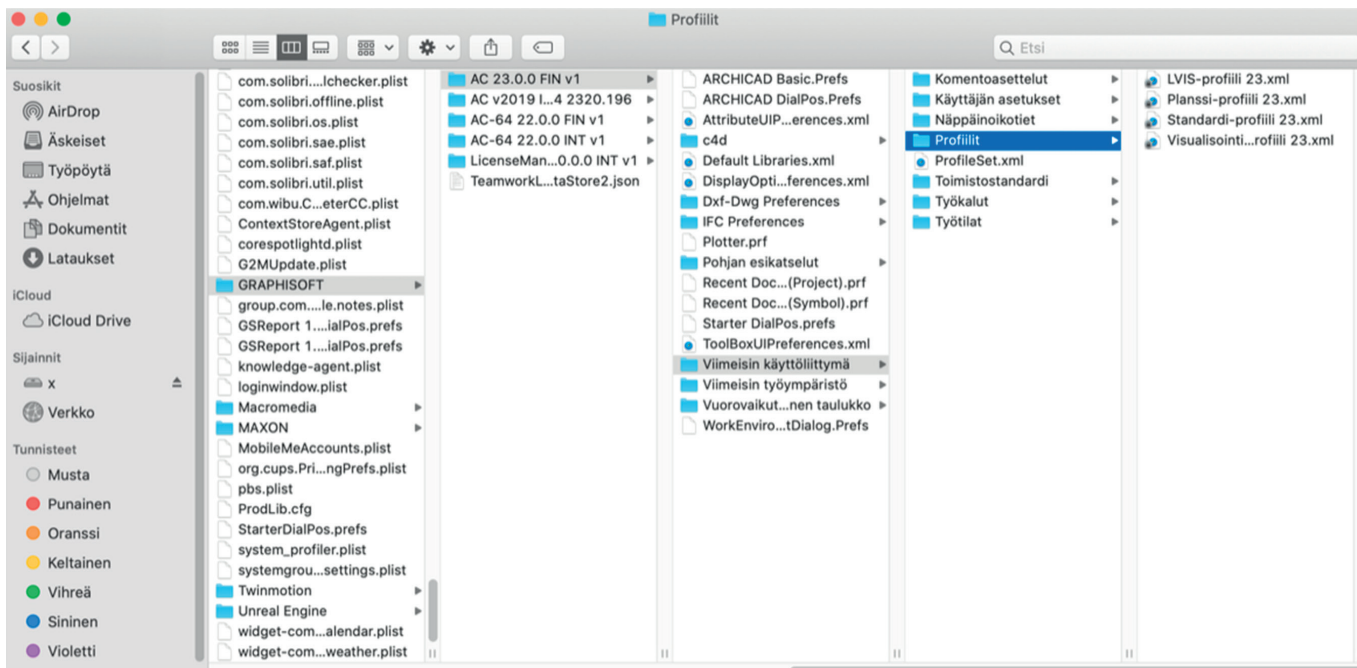 Profiilit
Etsi
Suosikit
AirDrop
Äskeiset
Työpöytä
Ohjelmat
Dokumentit
Lataukset
iCloud
iCloud Drive
Sijainnit
x
Verkko
Tunnisteet
Musta
Punainen
Oranssi
Keltainen
Vihreä
Sininen
Violetti
com.solibri....lchecker.plist
com.solibri.offline.plist
com.solibri.os.plist
com.solibri.sae.plist
com.solibri.saf.plist
com.solibri.util.plist
com.wibu.C...eterCC.plist
ContextStoreAgent.plist
corespotlightd.plist
G2MUpdate.plist
GRAPHISOFT
group.com....le.notes.plist
GSReport 1....ialPos.prefs
GSReport 1....ialPos.prefs
knowledge-agent.plist
loginwindow.plist
Macromedia
MAXON
MobileMeAccounts.plist
org.cups.Pri...ngPrefs.plist
pbs.plist
ProdLib.cfg
StarterDialPos.prefs
system_profiler.plist
systemgrou...settings.plist
Twinmotion
Unreal Engine
widget-com...alendar.plist
widget-com...weather.plist
AC 23.0.0 FIN v1
AC v2019 I...4 2320.196
AC-64 22.0.0 FIN v1
AC-64 22.0.0 INT v1
LicenseMan...0.0.0 INT v1
TeamworkL...taStore2.json
ARCHICAD Basic.Prefs
ARCHICAD DialPos.Prefs
AttributeUIP...erences.xml
c4d
Default Libraries.xml
DisplayOpti...ferences.xml
Dxf-Dwg Preferences
IFC Preferences
Plotter.prf
Pohjan esikatselut
Recent Doc...(Project).prf
Recent Doc...(Symbol).prf
Starter DialPos.prefs
ToolBoxUIPreferences.xml
Viimeisin käyttöliittymä
Viimeisin työympäristö
Vuorovaikut...nen taulukko
WorkEnviro...tDialog.Prefs
Komentoasettelut
Käyttäjän asetukset
Näppäinoikotiet
Profiilit
ProfileSet.xml
Toimistostandardi
Työkalut
Työtilat
LVIS-profiili 23.xml
Planssi-profiili 23.xml
Standardi-profiili 23.xml
Visualisointi...rofiili 23.xml